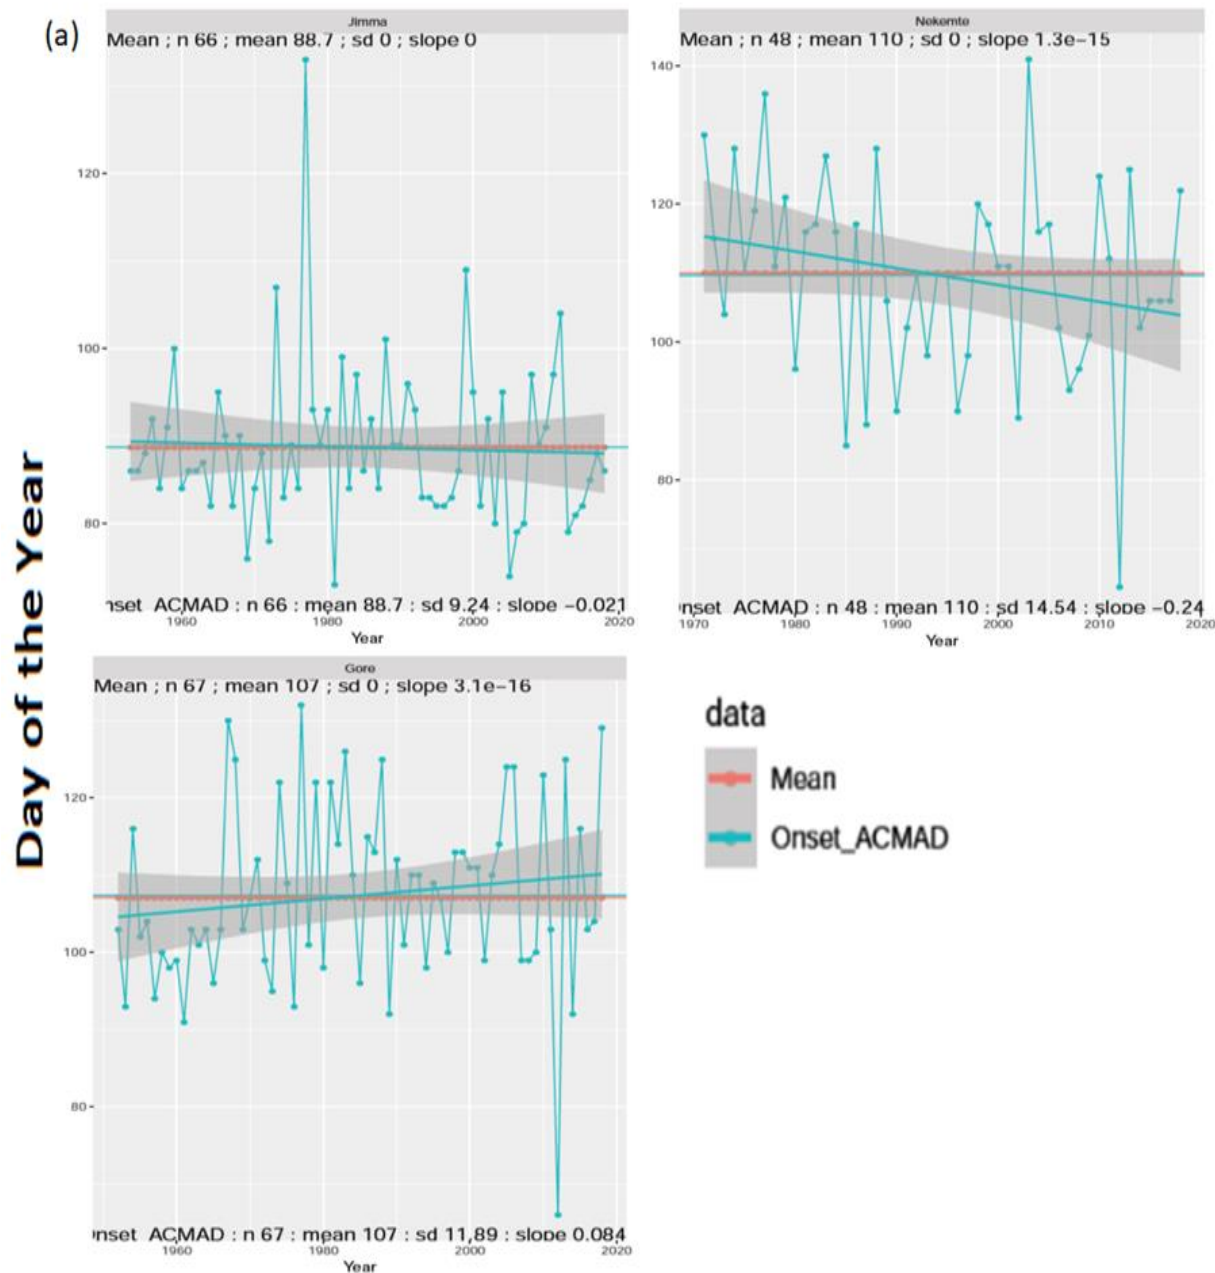 (a)
Jimma
Mean ; n 66 ; mean 88.7 ; sd 0 ; slope 0
120
100
80
nset_ACMAD : n 66 : mean 88.7 : sd 9.24 : slope -0.021
1960 1980 2000 2020
Year
Nekemte
Mean ; n 48 ; mean 110 ; sd 0 ; slope 1.3e-15
140
120
100
80
nset_ACMAD : n 48 : mean 110 : sd 14.54 : slope -0.24
1970 1980 1990 2000 2010 2020
Year
Day of the Year
Gore
Mean ; n 67 ; mean 107 ; sd 0 ; slope 3.1e-16
120
100
80
nset_ACMAD : n 67 : mean 107 : sd 11.89 : slope 0.084
1960 1980 2000 2020
Year
data
Mean
Onset_ACMAD